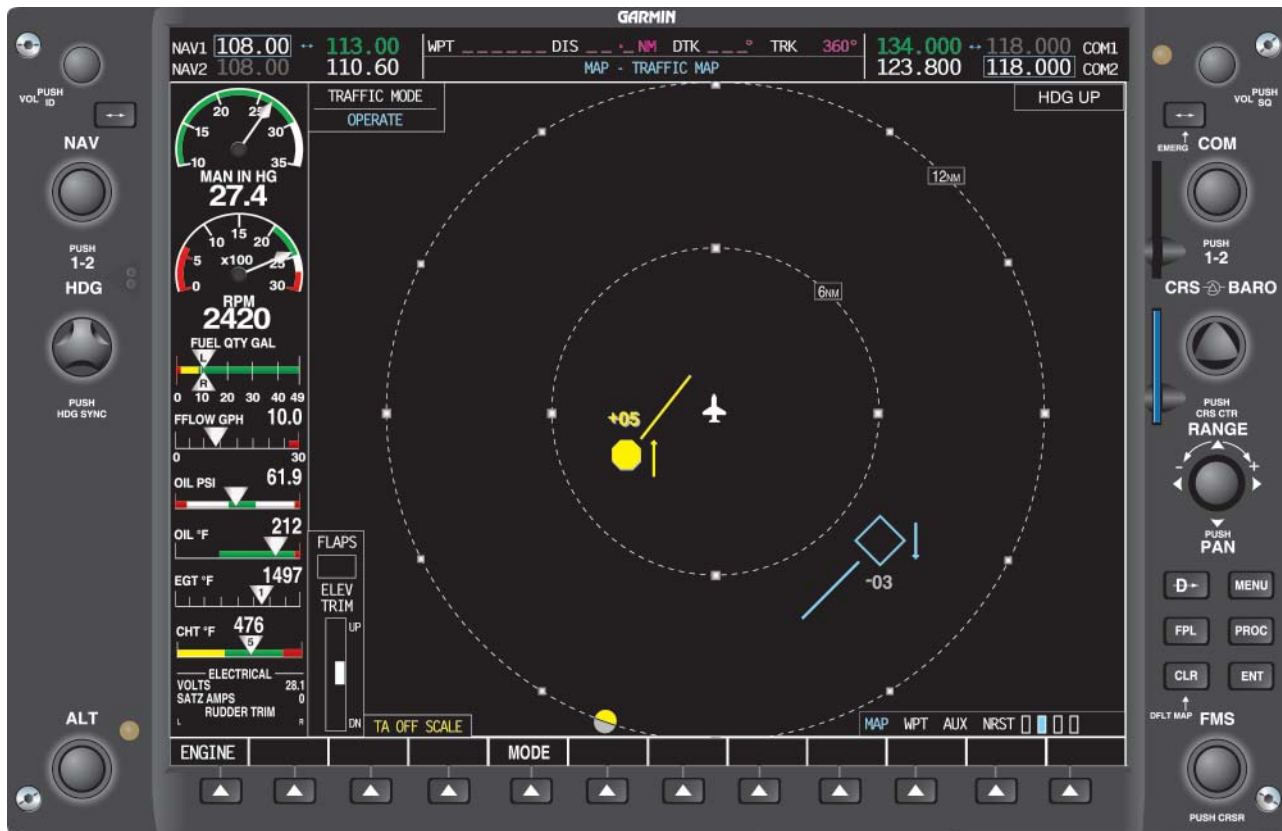 GARMIN
NAV1 108.00 ↔ 113.00 WPT _ _ _ _ _ _ DIS _ _._ NM DTK _ _ _° TRK 360° 134.000 ↔ 118.000 COM1
NAV2 108.00 110.60 MAP - TRAFFIC MAP 123.800 118.000 COM2
VOL PUSH ID
VOL PUSH SQ
TRAFFIC MODE
OPERATE
HDG UP
NAV
EMERG COM
10 15 20 25 30 35
MAN IN HG
27.4
12NM
PUSH
1-2
PUSH
1-2
HDG
CRS BARO
0 5 10 15 20 25 30
x100
RPM
2420
6NM
FUEL QTY GAL
L
R
0 10 20 30 40 49
PUSH
HDG SYNC
PUSH
CRS CTR
RANGE
- +
FFLOW GPH 10.0
0 30
+05
OIL PSI 61.9
OIL °F 212
PUSH
PAN
FLAPS
EGT °F 1497
1
ELEV
TRIM
UP
DN
-03
D MENU
FPL PROC
CLR ENT
CHT °F 476
5
ELECTRICAL
VOLTS 28.1
SATZ AMPS 0
RUDDER TRIM
L R
ALT
DFLT MAP FMS
TA OFF SCALE
MAP WPT AUX NRST
ENGINE MODE
PUSH CRSR